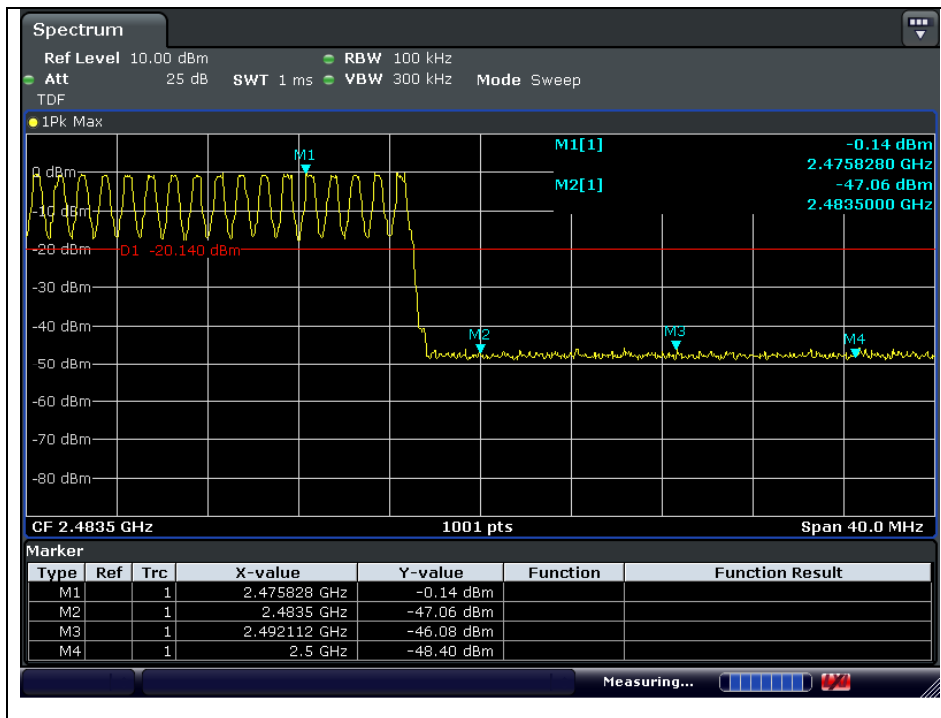 Spectrum
Ref Level 10.00 dBm RBW 100 kHz
Att 25 dB SWT 1 ms VBW 300 kHz Mode Sweep
TDF
1Pk Max
M1[1] -0.14 dBm
2.4758280 GHz
M2[1] -47.06 dBm
2.4835000 GHz
M1
0 dBm
-10 dBm
-20 dBm
D1 -20.140 dBm
-30 dBm
-40 dBm
M2
M3
M4
-50 dBm
-60 dBm
-70 dBm
-80 dBm
CF 2.4835 GHz 1001 pts Span 40.0 MHz
Marker
Type Ref Trc X-value Y-value Function Function Result
M1 1 2.475828 GHz -0.14 dBm
M2 1 2.4835 GHz -47.06 dBm
M3 1 2.492112 GHz -46.08 dBm
M4 1 2.5 GHz -48.40 dBm
Measuring...